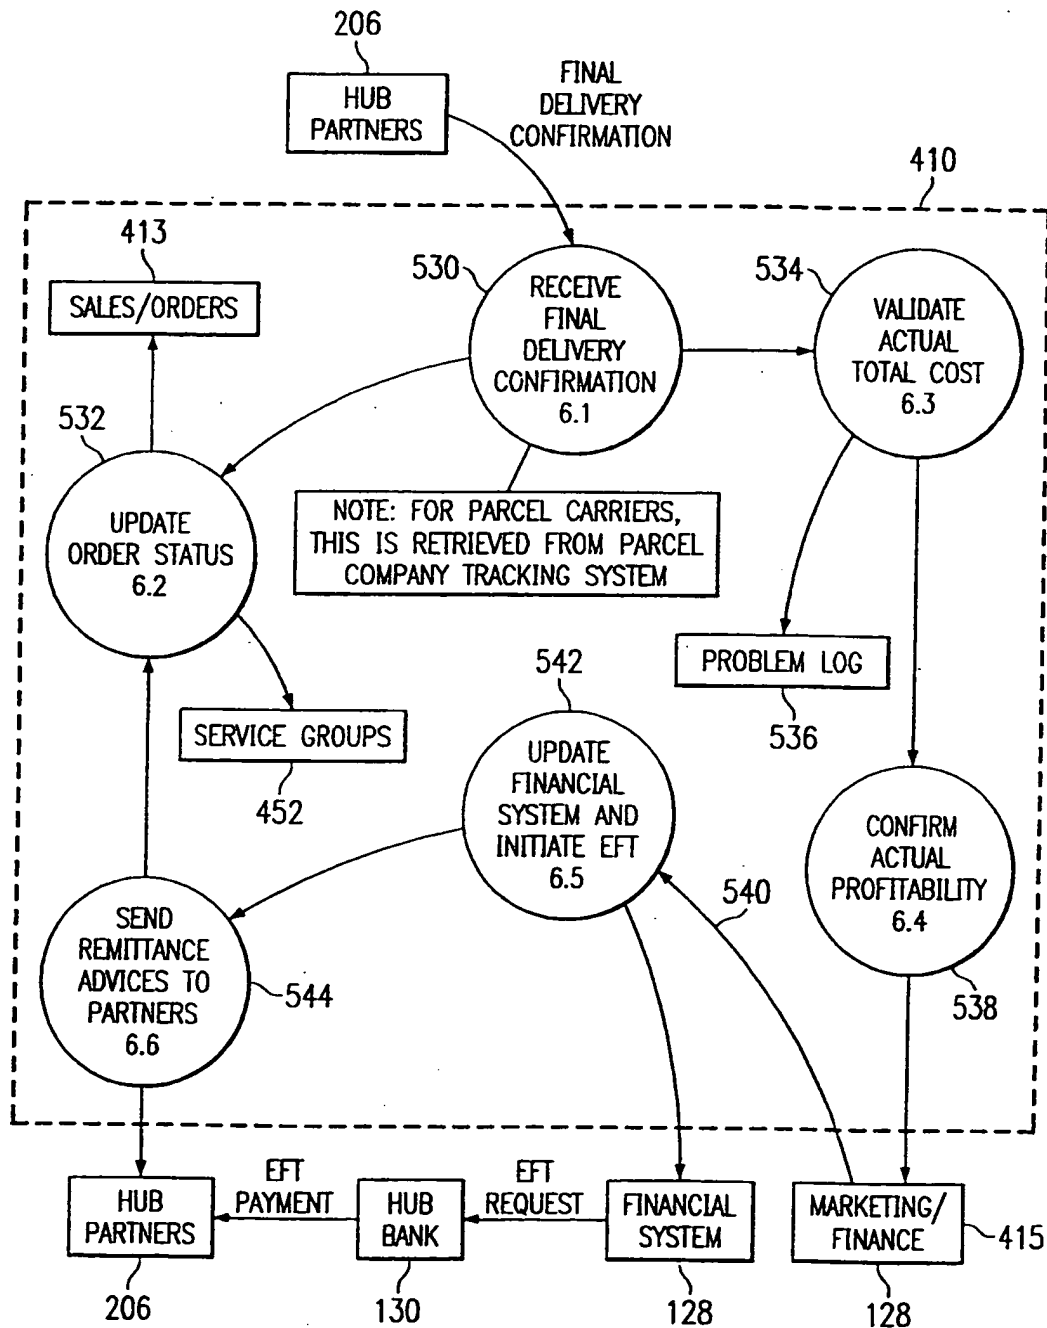 206
HUB
PARTNERS
FINAL
DELIVERY
CONFIRMATION
410
413
SALES/ORDERS
530
RECEIVE
FINAL
DELIVERY
CONFIRMATION
6.1
534
VALIDATE
ACTUAL
TOTAL COST
6.3
532
UPDATE
ORDER STATUS
6.2
NOTE: FOR PARCEL CARRIERS,
THIS IS RETRIEVED FROM PARCEL
COMPANY TRACKING SYSTEM
PROBLEM LOG
536
SERVICE GROUPS
452
542
UPDATE
FINANCIAL
SYSTEM AND
INITIATE EFT
6.5
CONFIRM
ACTUAL
PROFITABILITY
6.4
538
540
SEND
REMITTANCE
ADVICES TO
PARTNERS
6.6
544
HUB
PARTNERS
206
EFT
PAYMENT
HUB
BANK
130
EFT
REQUEST
FINANCIAL
SYSTEM
128
MARKETING/
FINANCE
415
128